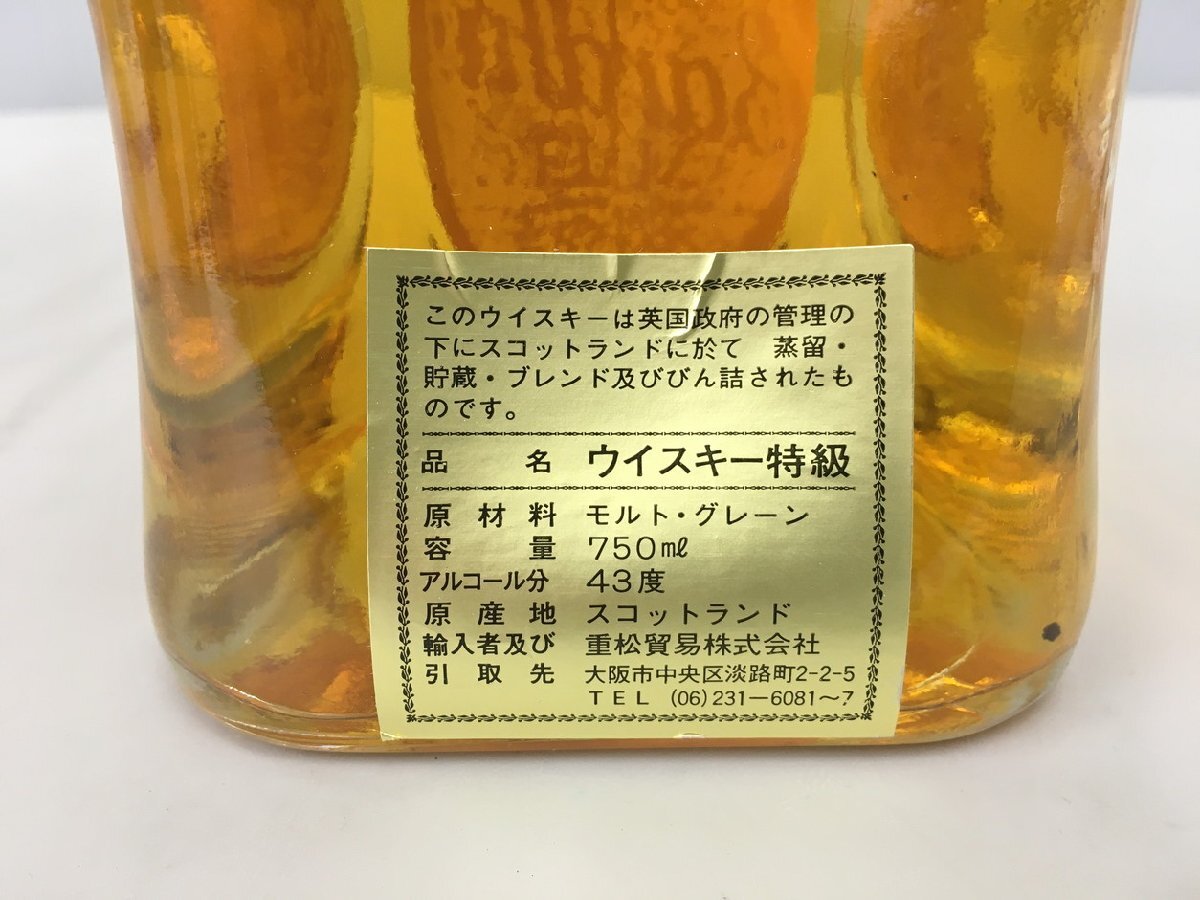 このウイスキーは英国政府の管理の
下にスコットランドに於て　蒸留・
貯蔵・ブレンド及びびん詰されたも
のです。
品名 ウイスキー特級
原材料 モルト・グレーン
容量 750㎖
アルコール分 43度
原産地 スコットランド
輸入者及び 重松貿易株式会社
引取先 大阪市中央区淡路町2-2-5
TEL (06)231-6081〜7